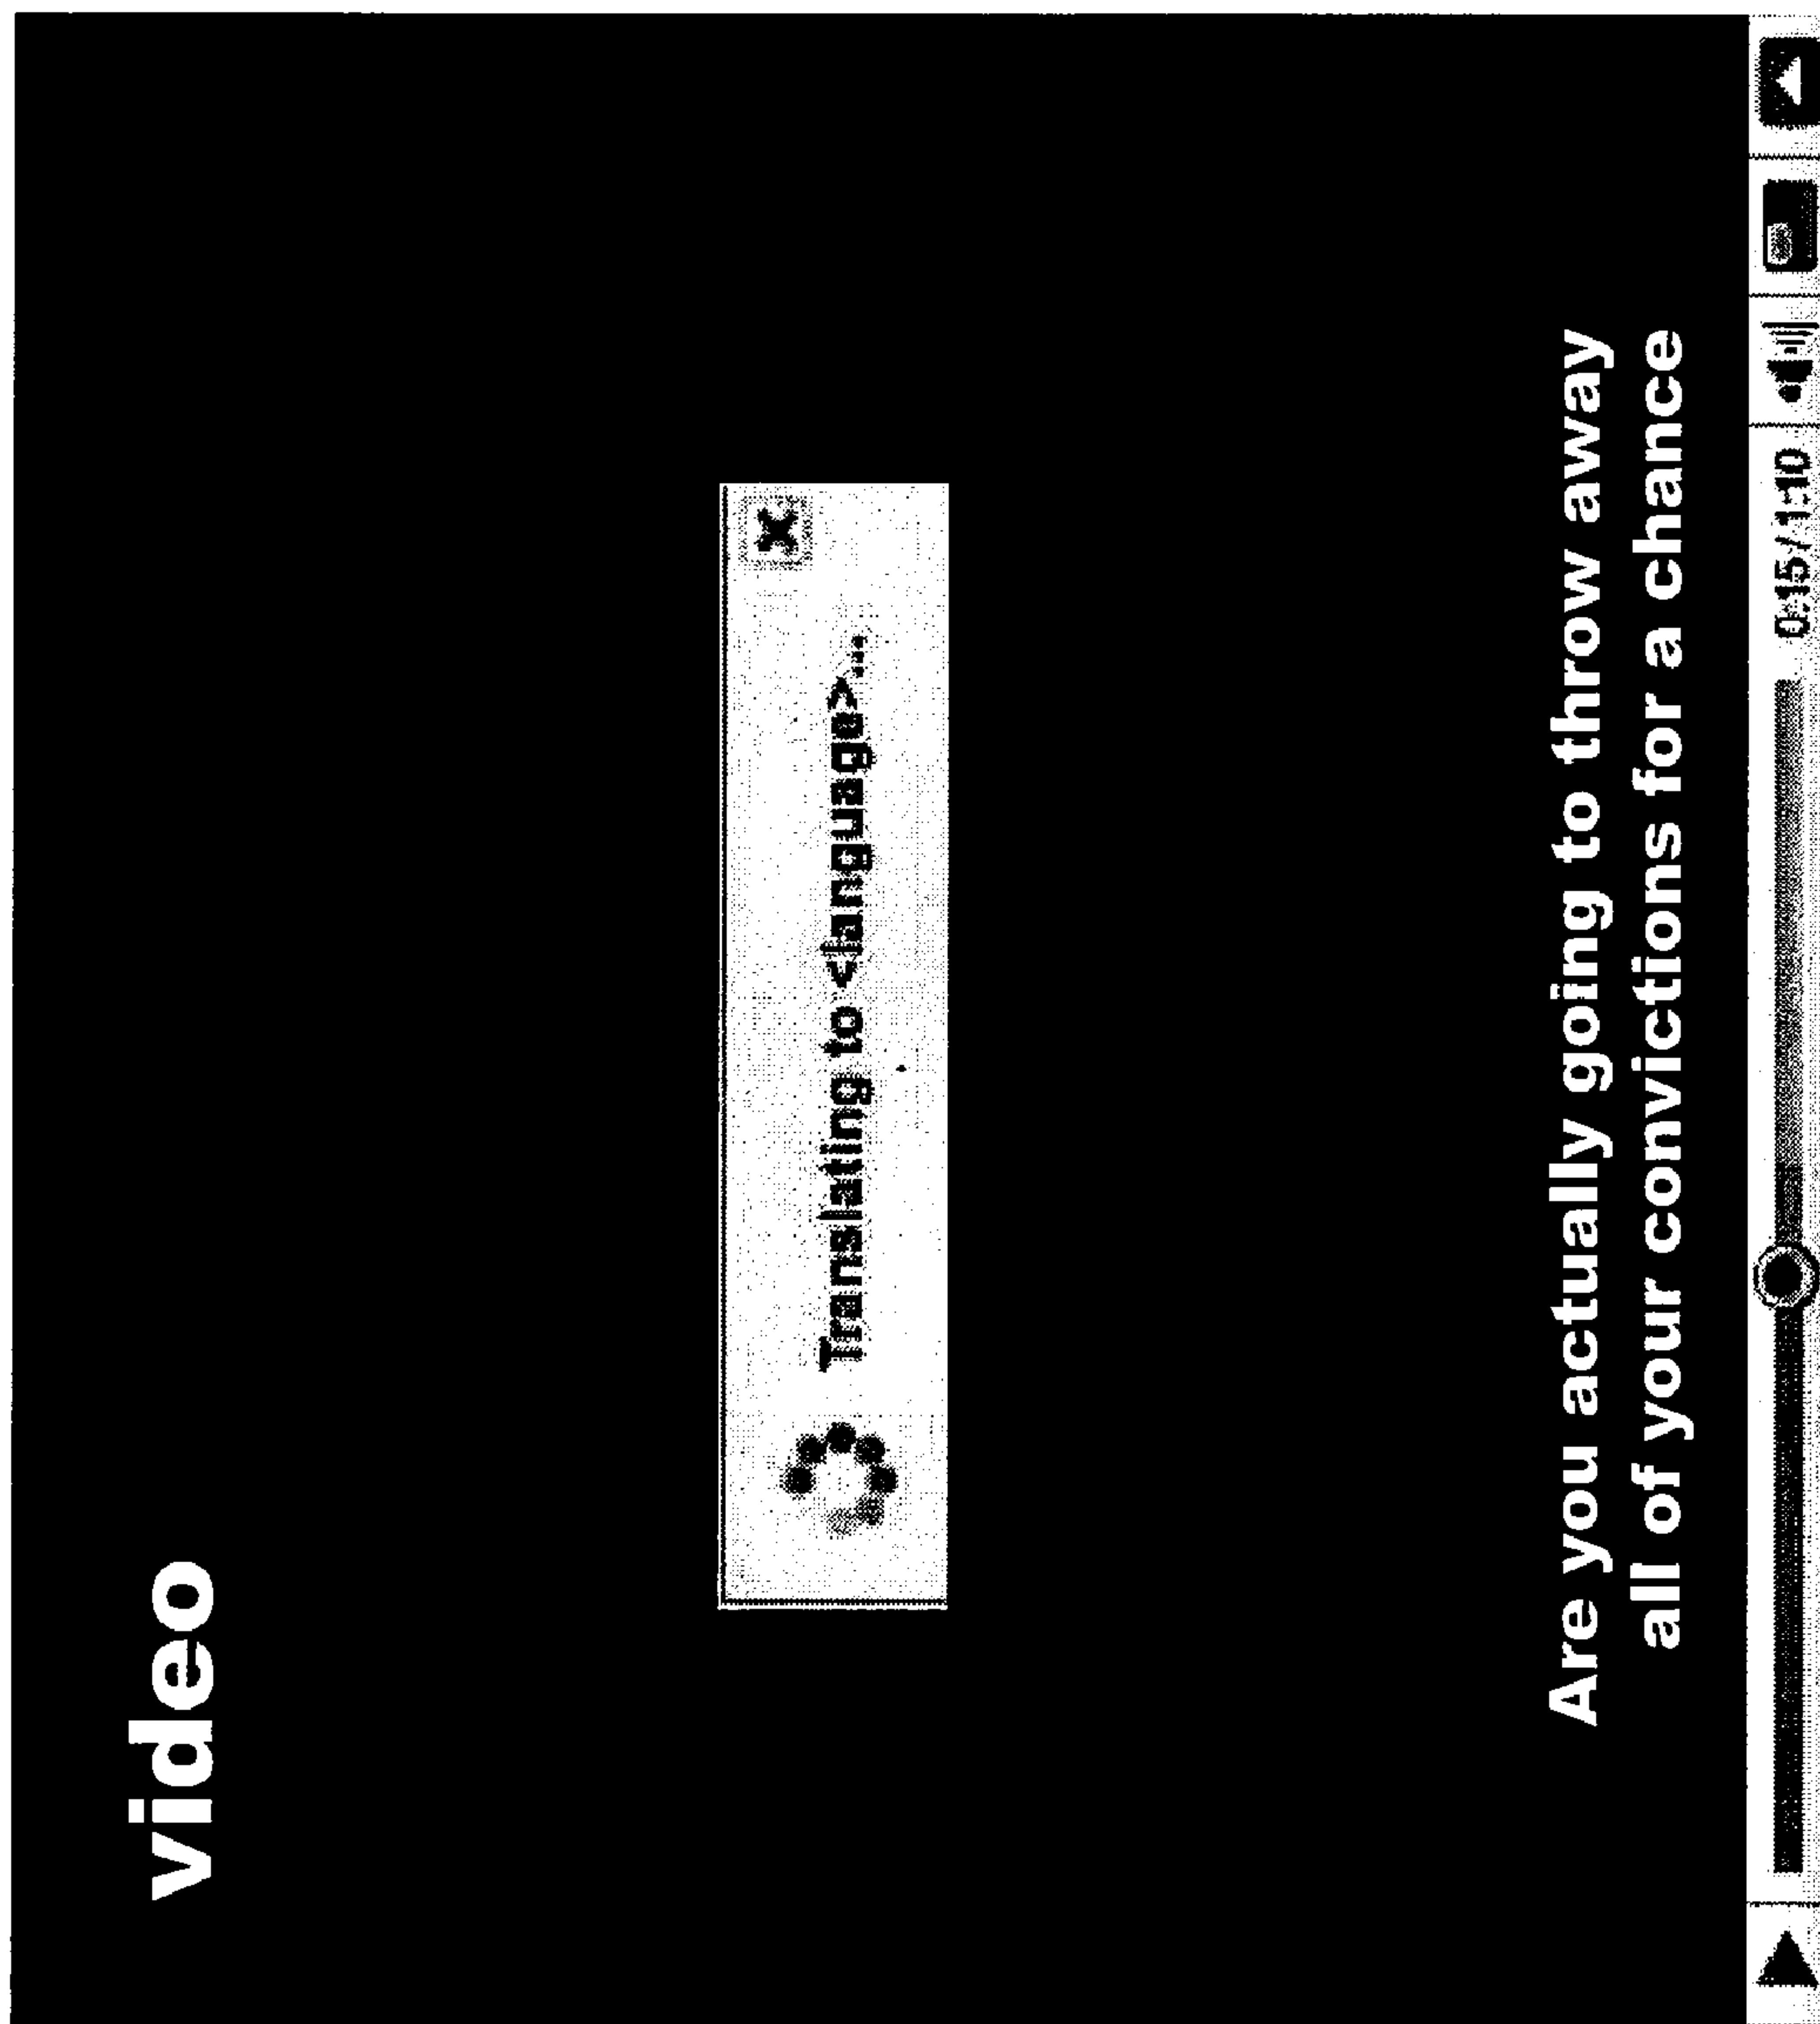 video
Translating to <language>...
Are you actually going to throw away
all of your convictions for a chance
0:15/1:10